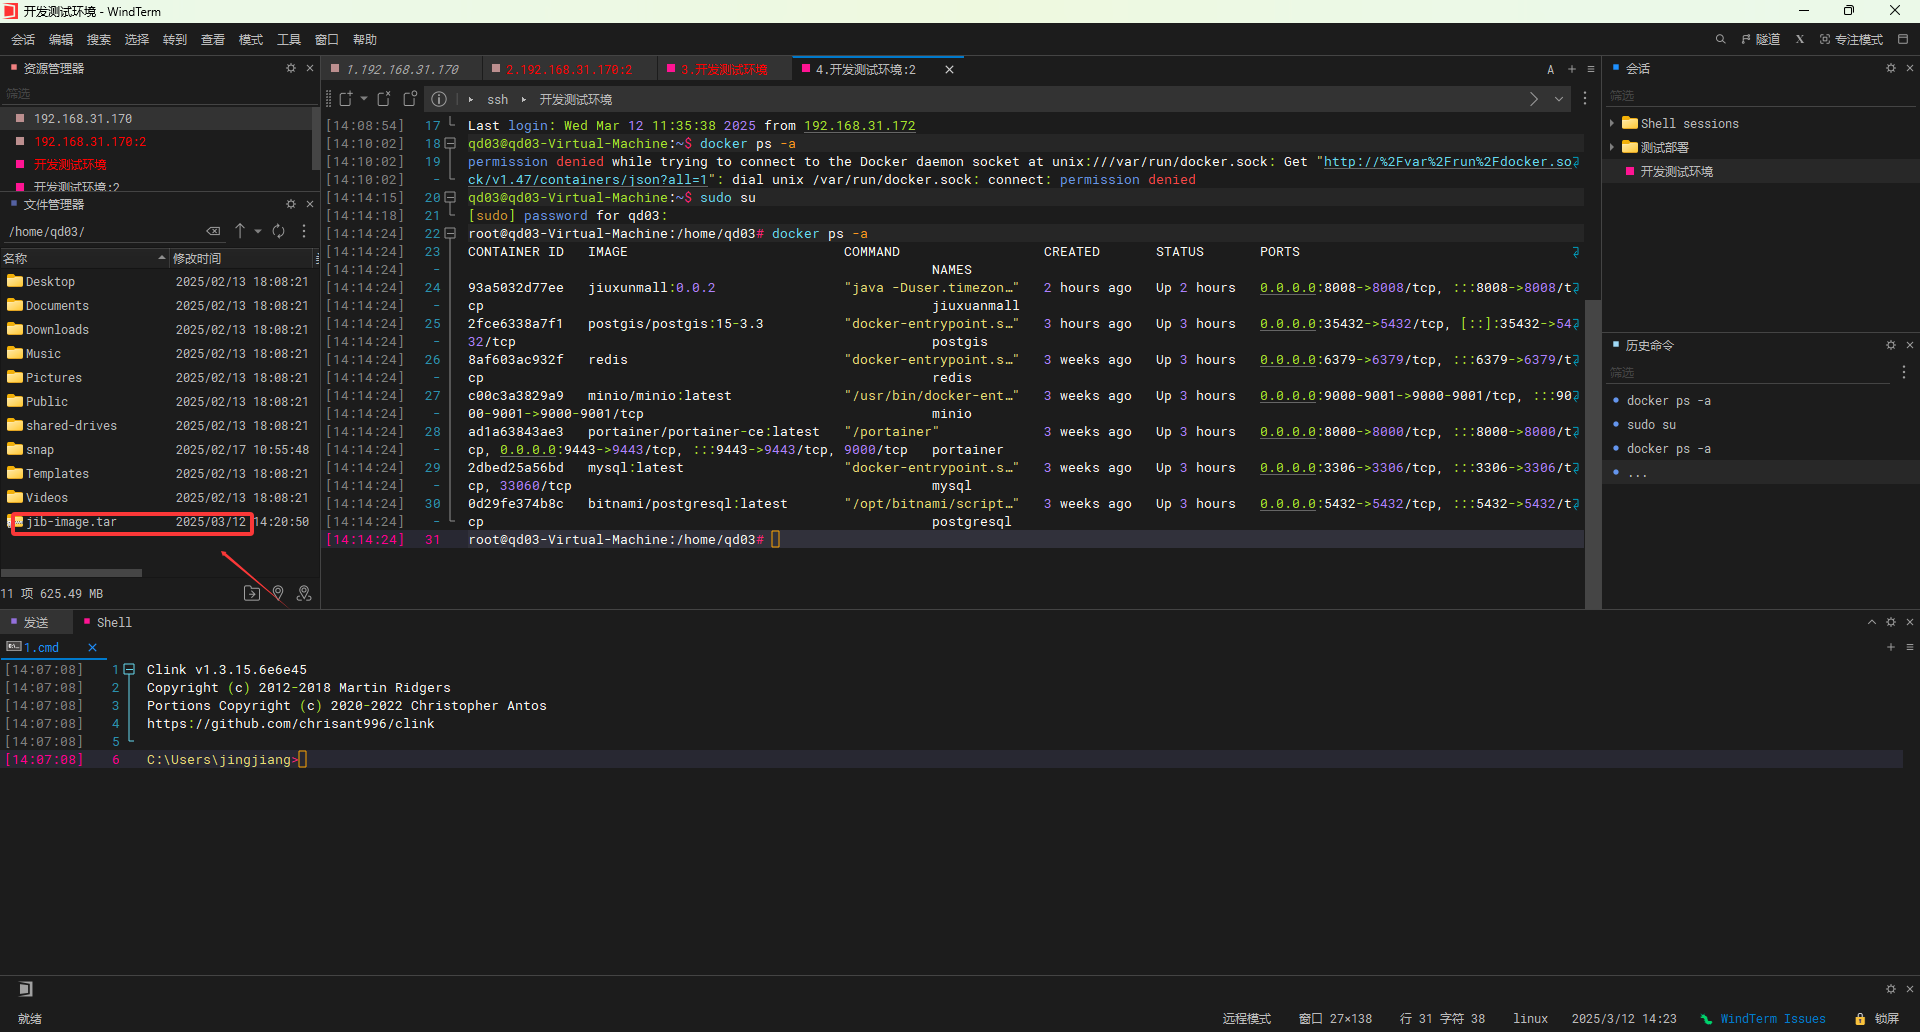 开发测试环境 - WindTerm
会话 编辑 搜索 选择 转到 查看 模式 工具 窗口 帮助
隧道 X 专注模式
资源管理器
筛选
192.168.31.170
192.168.31.170:2
开发测试环境
开发测试环境:2
文件管理器
/home/qd03/
名称 修改时间
Desktop 2025/02/13 18:08:21
Documents 2025/02/13 18:08:21
Downloads 2025/02/13 18:08:21
Music 2025/02/13 18:08:21
Pictures 2025/02/13 18:08:21
Public 2025/02/13 18:08:21
shared-drives 2025/02/13 18:08:21
snap 2025/02/17 10:55:48
Templates 2025/02/13 18:08:21
Videos 2025/02/13 18:08:21
jib-image.tar 2025/03/12 14:20:50
11 项 625.49 MB
1.192.168.31.170 2.192.168.31.170:2 3.开发测试环境 4.开发测试环境:2
A
ssh 开发测试环境
[14:08:54] 17 Last login: Wed Mar 12 11:35:38 2025 from 192.168.31.172
[14:10:02] 18 qd03@qd03-Virtual-Machine:~$ docker ps -a
[14:10:02] 19 permission denied while trying to connect to the Docker daemon socket at unix:///var/run/docker.sock: Get "http://%2Fvar%2Frun%2Fdocker.so
[14:10:02] - ck/v1.47/containers/json?all=1": dial unix /var/run/docker.sock: connect: permission denied
[14:14:15] 20 qd03@qd03-Virtual-Machine:~$ sudo su
[14:14:18] 21 [sudo] password for qd03:
[14:14:24] 22 root@qd03-Virtual-Machine:/home/qd03# docker ps -a
[14:14:24] 23 CONTAINER ID IMAGE COMMAND CREATED STATUS PORTS
[14:14:24] - NAMES
[14:14:24] 24 93a5032d77ee jiuxunmall:0.0.2 "java -Duser.timezon…" 2 hours ago Up 2 hours 0.0.0.0:8008->8008/tcp, :::8008->8008/t
[14:14:24] - cp jiuxuanmall
[14:14:24] 25 2fce6338a7f1 postgis/postgis:15-3.3 "docker-entrypoint.s…" 3 hours ago Up 3 hours 0.0.0.0:35432->5432/tcp, [::]:35432->54
[14:14:24] - 32/tcp postgis
[14:14:24] 26 8af603ac932f redis "docker-entrypoint.s…" 3 weeks ago Up 3 hours 0.0.0.0:6379->6379/tcp, :::6379->6379/t
[14:14:24] - cp redis
[14:14:24] 27 c00c3a3829a9 minio/minio:latest "/usr/bin/docker-ent…" 3 weeks ago Up 3 hours 0.0.0.0:9000-9001->9000-9001/tcp, :::90
[14:14:24] - 00-9001->9000-9001/tcp minio
[14:14:24] 28 ad1a63843ae3 portainer/portainer-ce:latest "/portainer" 3 weeks ago Up 3 hours 0.0.0.0:8000->8000/tcp, :::8000->8000/t
[14:14:24] - cp, 0.0.0.0:9443->9443/tcp, :::9443->9443/tcp, 9000/tcp portainer
[14:14:24] 29 2dbed25a56bd mysql:latest "docker-entrypoint.s…" 3 weeks ago Up 3 hours 0.0.0.0:3306->3306/tcp, :::3306->3306/t
[14:14:24] - cp, 33060/tcp mysql
[14:14:24] 30 0d29fe374b8c bitnami/postgresql:latest "/opt/bitnami/script…" 3 weeks ago Up 3 hours 0.0.0.0:5432->5432/tcp, :::5432->5432/t
[14:14:24] - cp postgresql
[14:14:24] 31 root@qd03-Virtual-Machine:/home/qd03#
会话
筛选
Shell sessions
测试部署
开发测试环境
历史命令
筛选
docker ps -a
sudo su
docker ps -a
...
发送 Shell
1.cmd
[14:07:08] 1 Clink v1.3.15.6e6e45
[14:07:08] 2 Copyright (c) 2012-2018 Martin Ridgers
[14:07:08] 3 Portions Copyright (c) 2020-2022 Christopher Antos
[14:07:08] 4 https://github.com/chrisant996/clink
[14:07:08] 5
[14:07:08] 6 C:\Users\jingjiang>
就绪 远程模式 窗口 27×138 行 31 字符 38 linux 2025/3/12 14:23 WindTerm Issues 锁屏